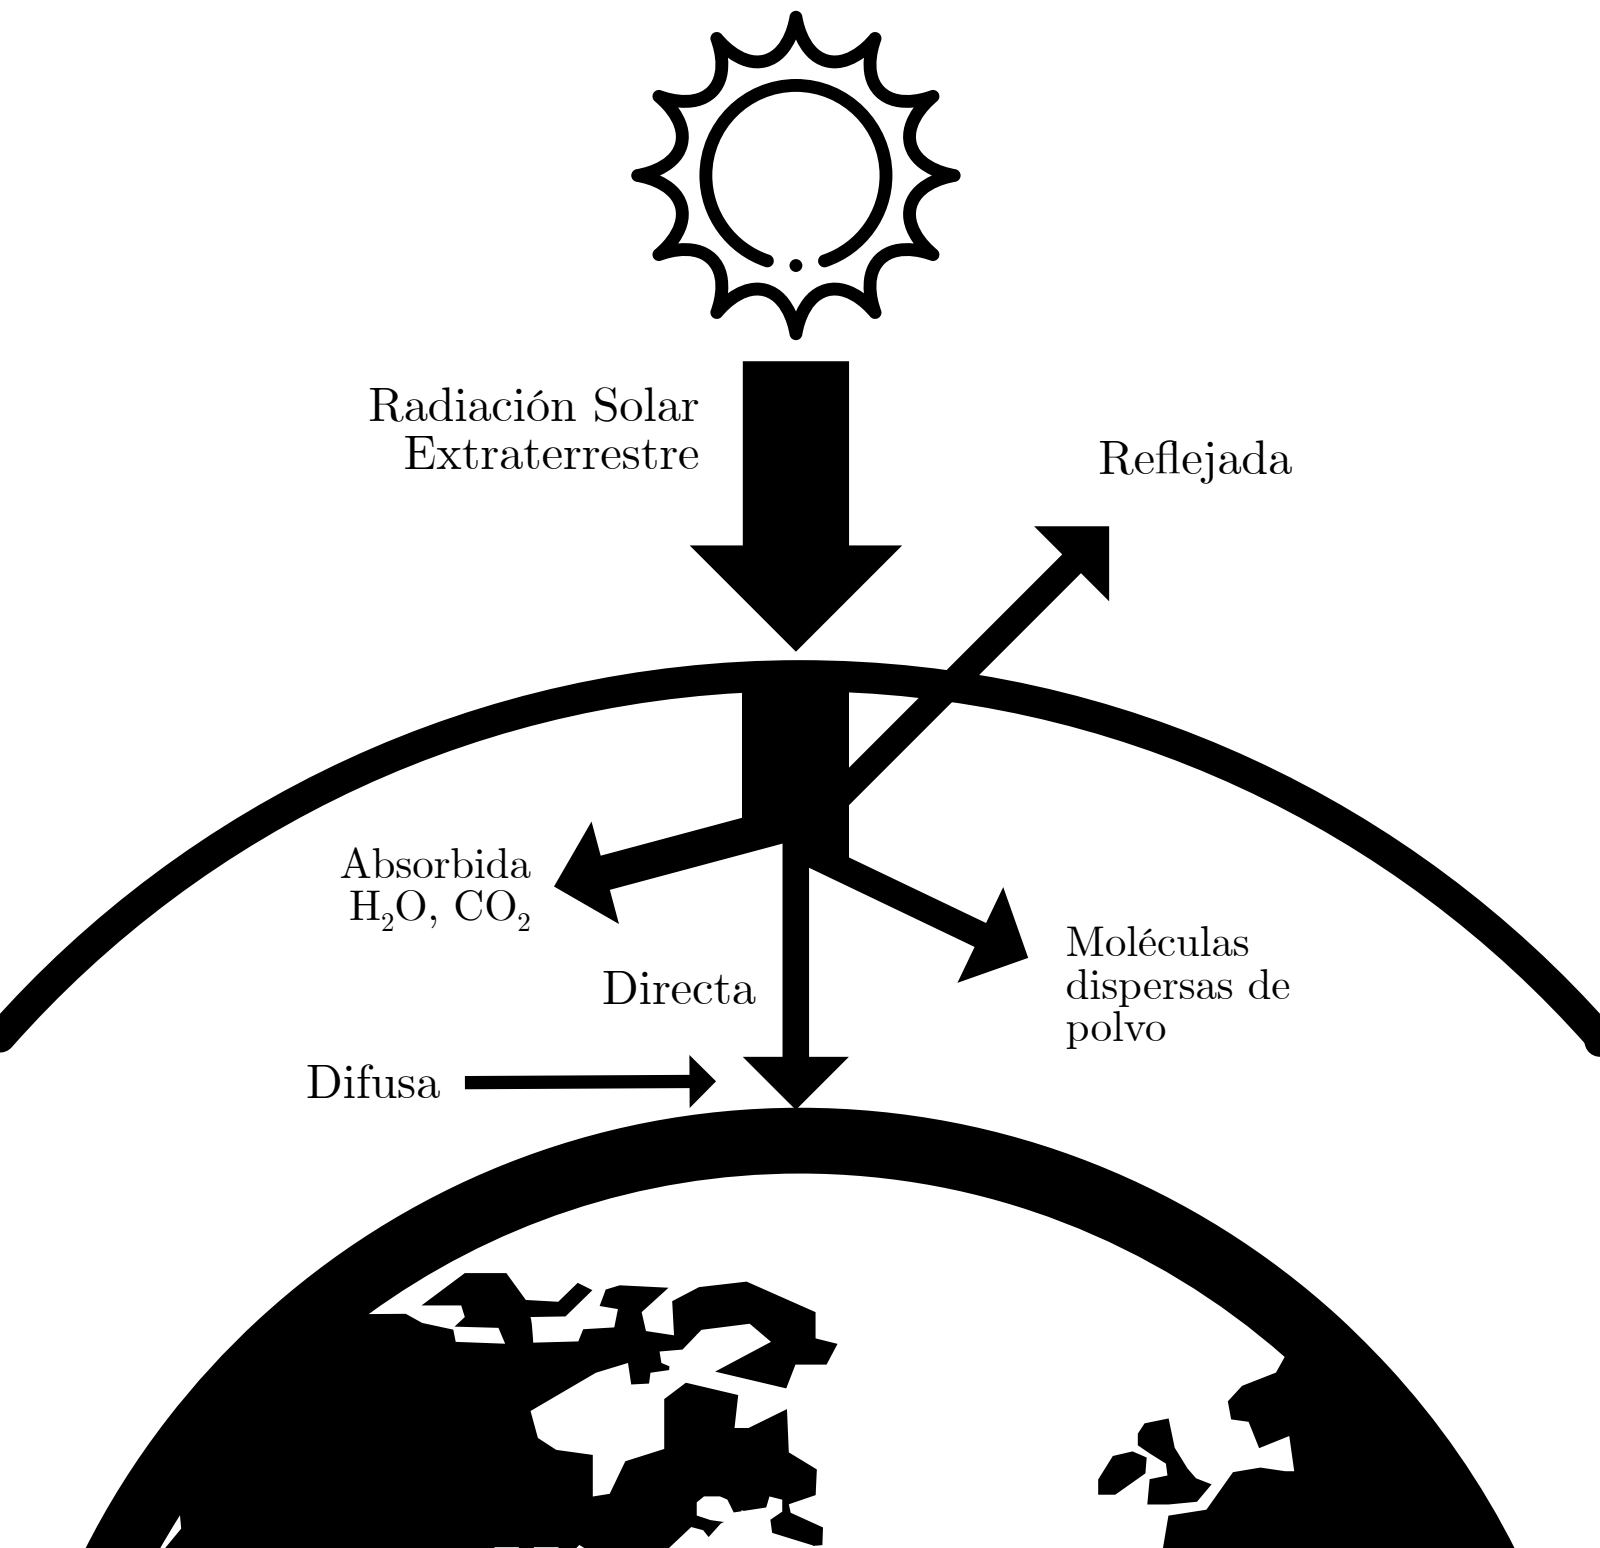 Radiación Solar
Extraterrestre
Reflejada
Absorbida
H₂O, CO₂
Moléculas
dispersas de
polvo
Directa
Difusa